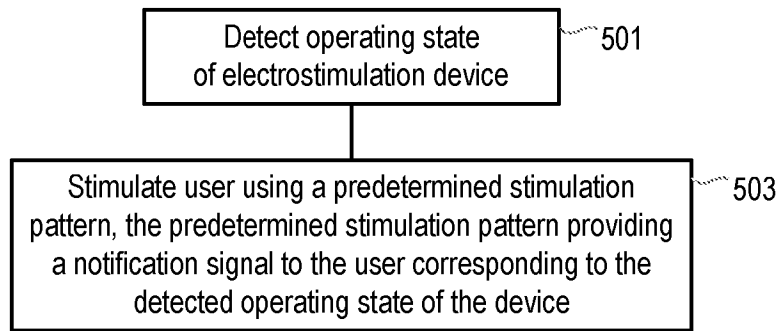 Detect operating state
of electrostimulation device
501
Stimulate user using a predetermined stimulation
pattern, the predetermined stimulation pattern providing
a notification signal to the user corresponding to the
detected operating state of the device
503